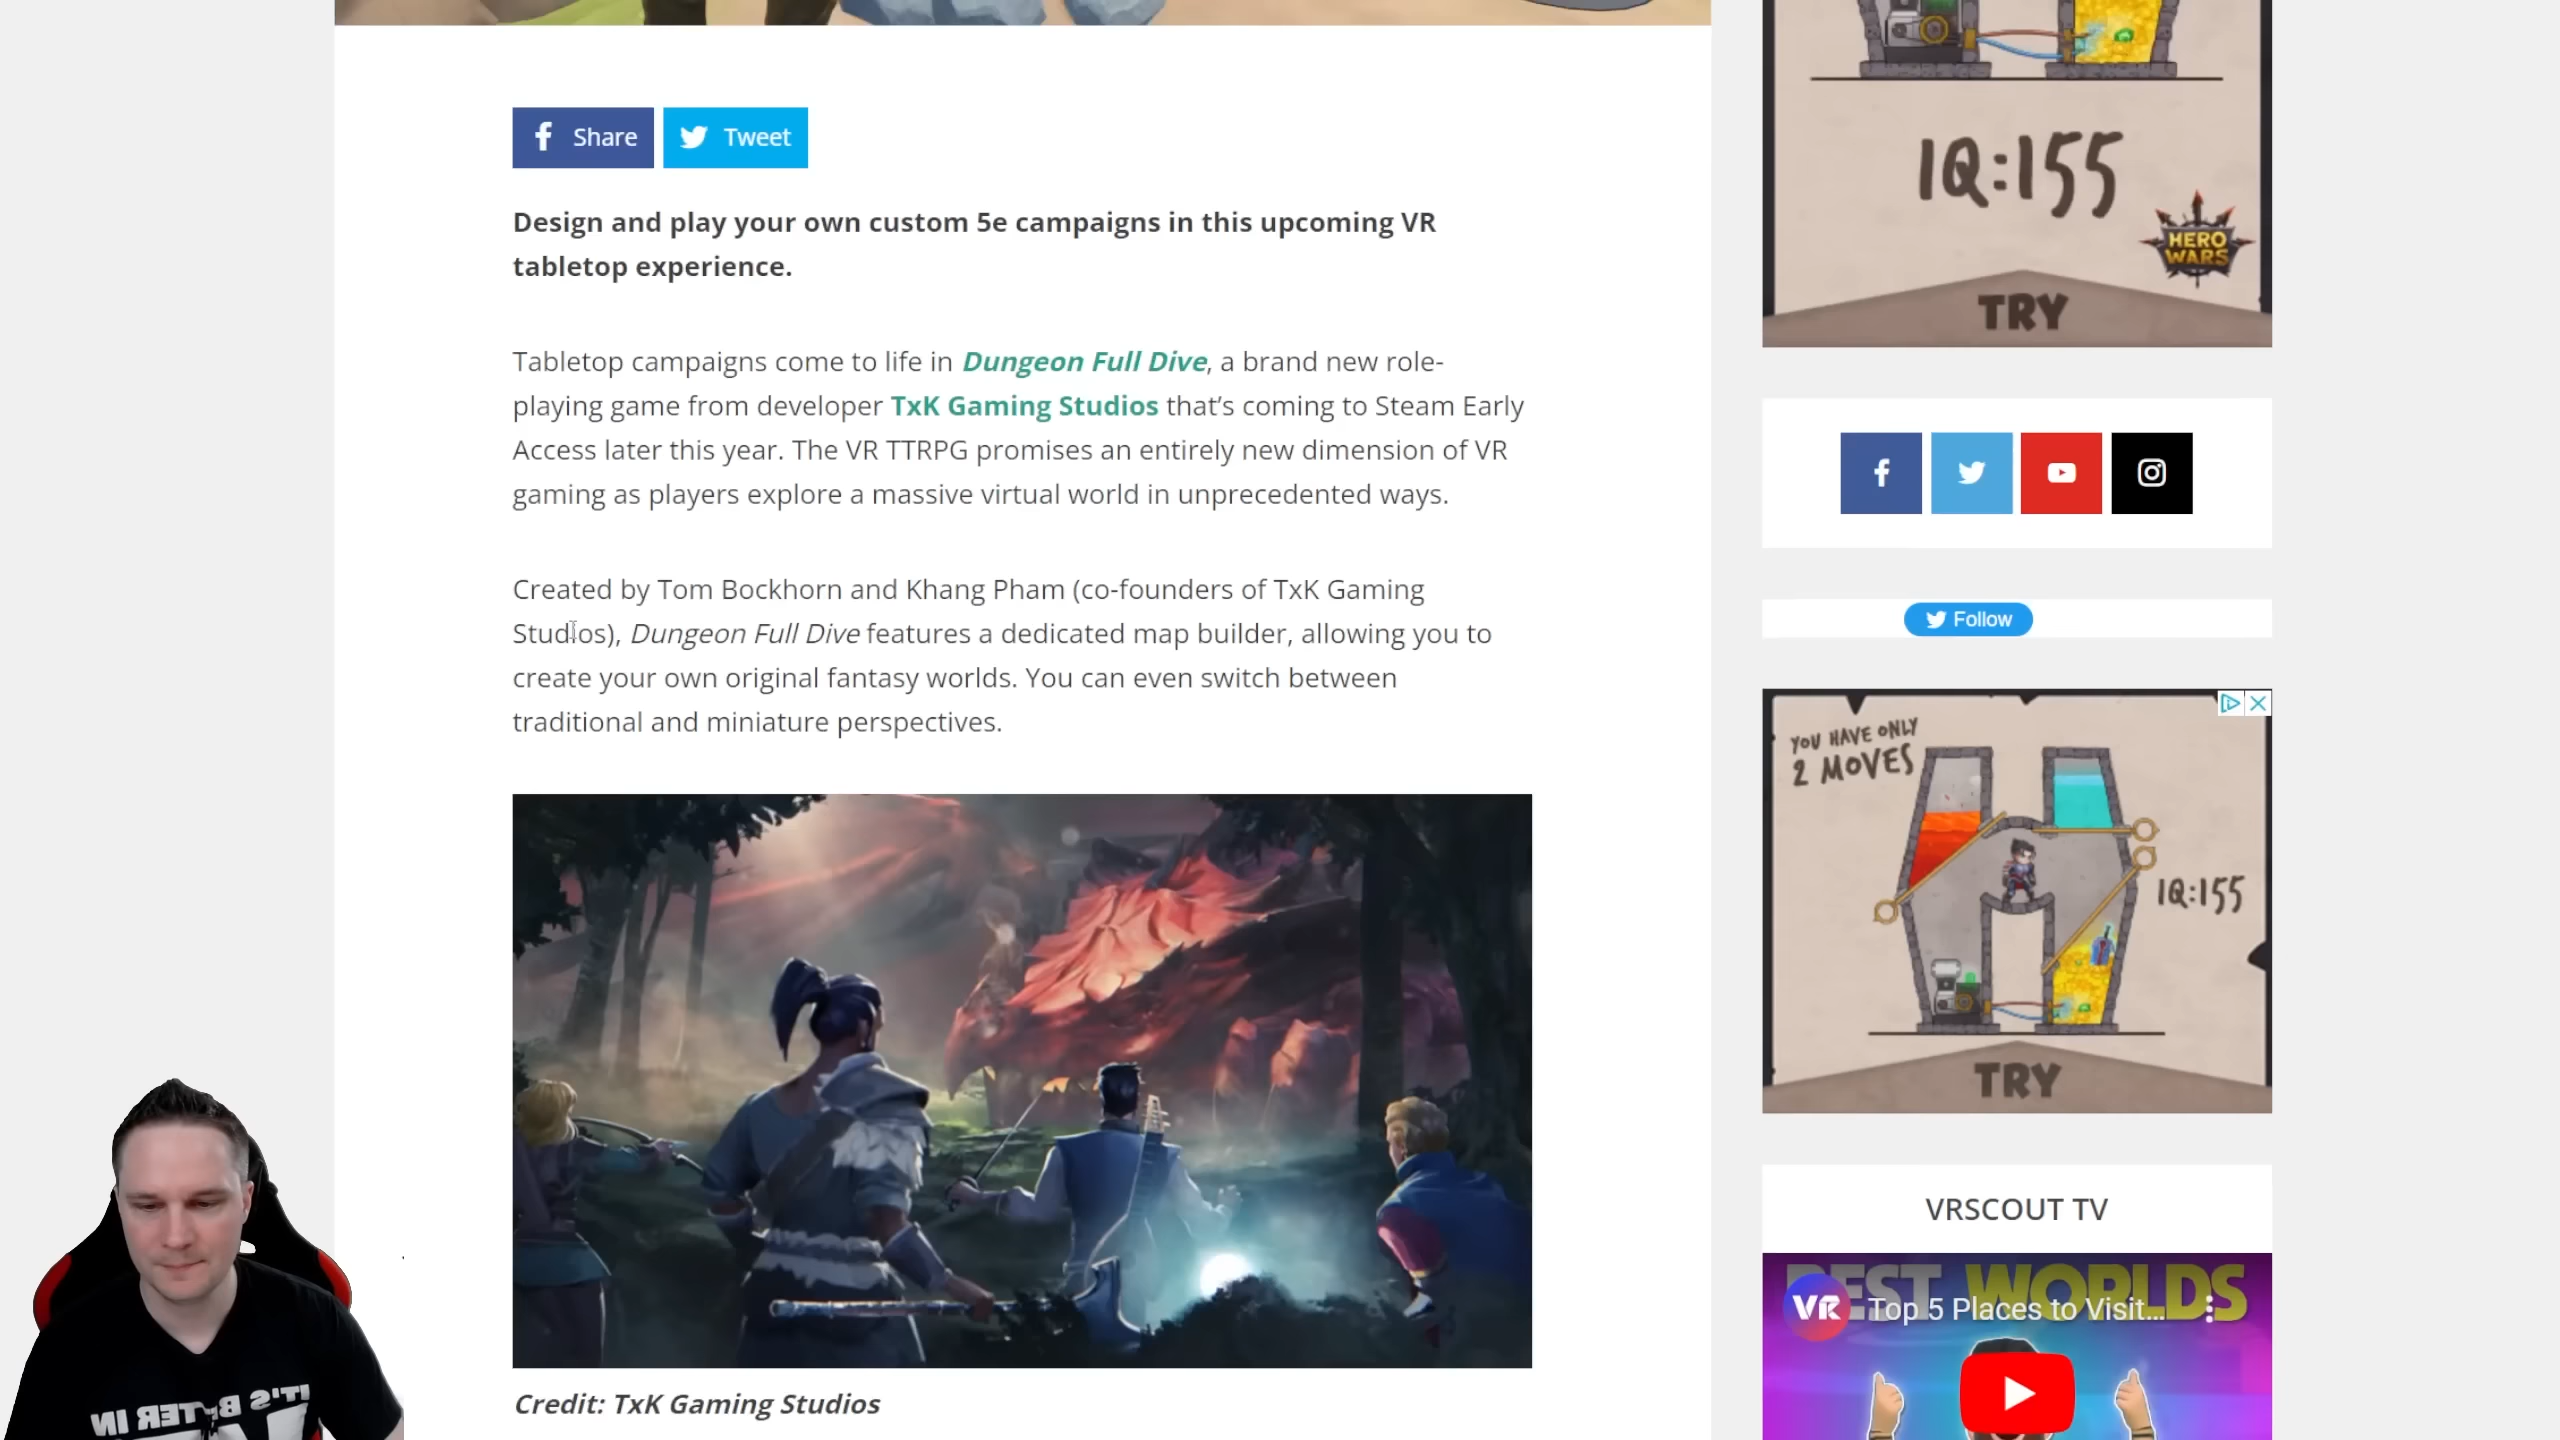 Share
Tweet
Design and play your own custom 5e campaigns in this upcoming VR
tabletop experience.
Tabletop campaigns come to life in Dungeon Full Dive, a brand new role-
playing game from developer TxK Gaming Studios that’s coming to Steam Early
Access later this year. The VR TTRPG promises an entirely new dimension of VR
gaming as players explore a massive virtual world in unprecedented ways.
Created by Tom Bockhorn and Khang Pham (co-founders of TxK Gaming
Studios), Dungeon Full Dive features a dedicated map builder, allowing you to
create your own original fantasy worlds. You can even switch between
traditional and miniature perspectives.
Credit: TxK Gaming Studios
IQ:155
HERO
WARS
TRY
Follow
YOU HAVE ONLY
2 MOVES
IQ:155
TRY
VRSCOUT TV
BEST WORLDS
VR
Top 5 Places to Visit...
IT'S BETTER IN